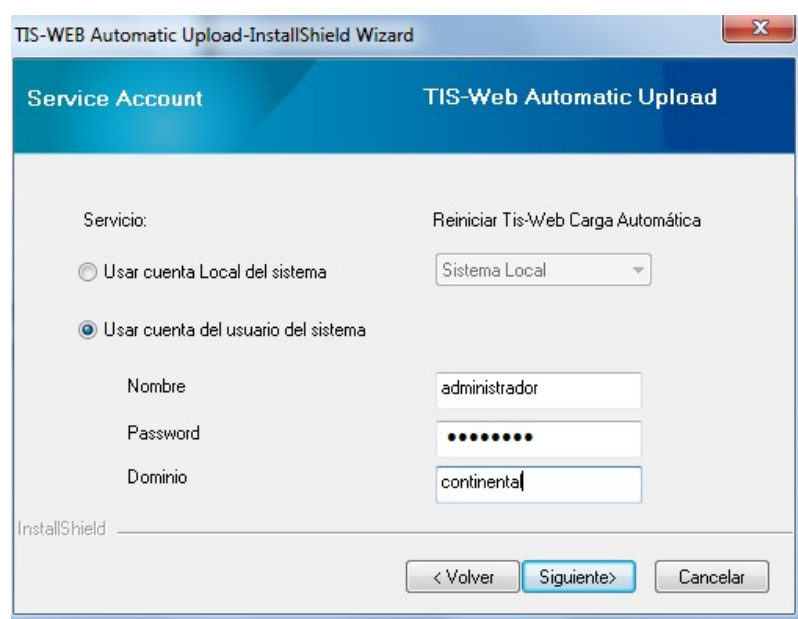 TIS-WEB Automatic Upload-InstallShield Wizard
Service Account
TIS-Web Automatic Upload
Servicio:
Reiniciar Tis-Web Carga Automática
Usar cuenta Local del sistema
Sistema Local
Usar cuenta del usuario del sistema
Nombre
administrador
Password
••••••••
Dominio
continental
InstallShield
< Volver
Siguiente>
Cancelar